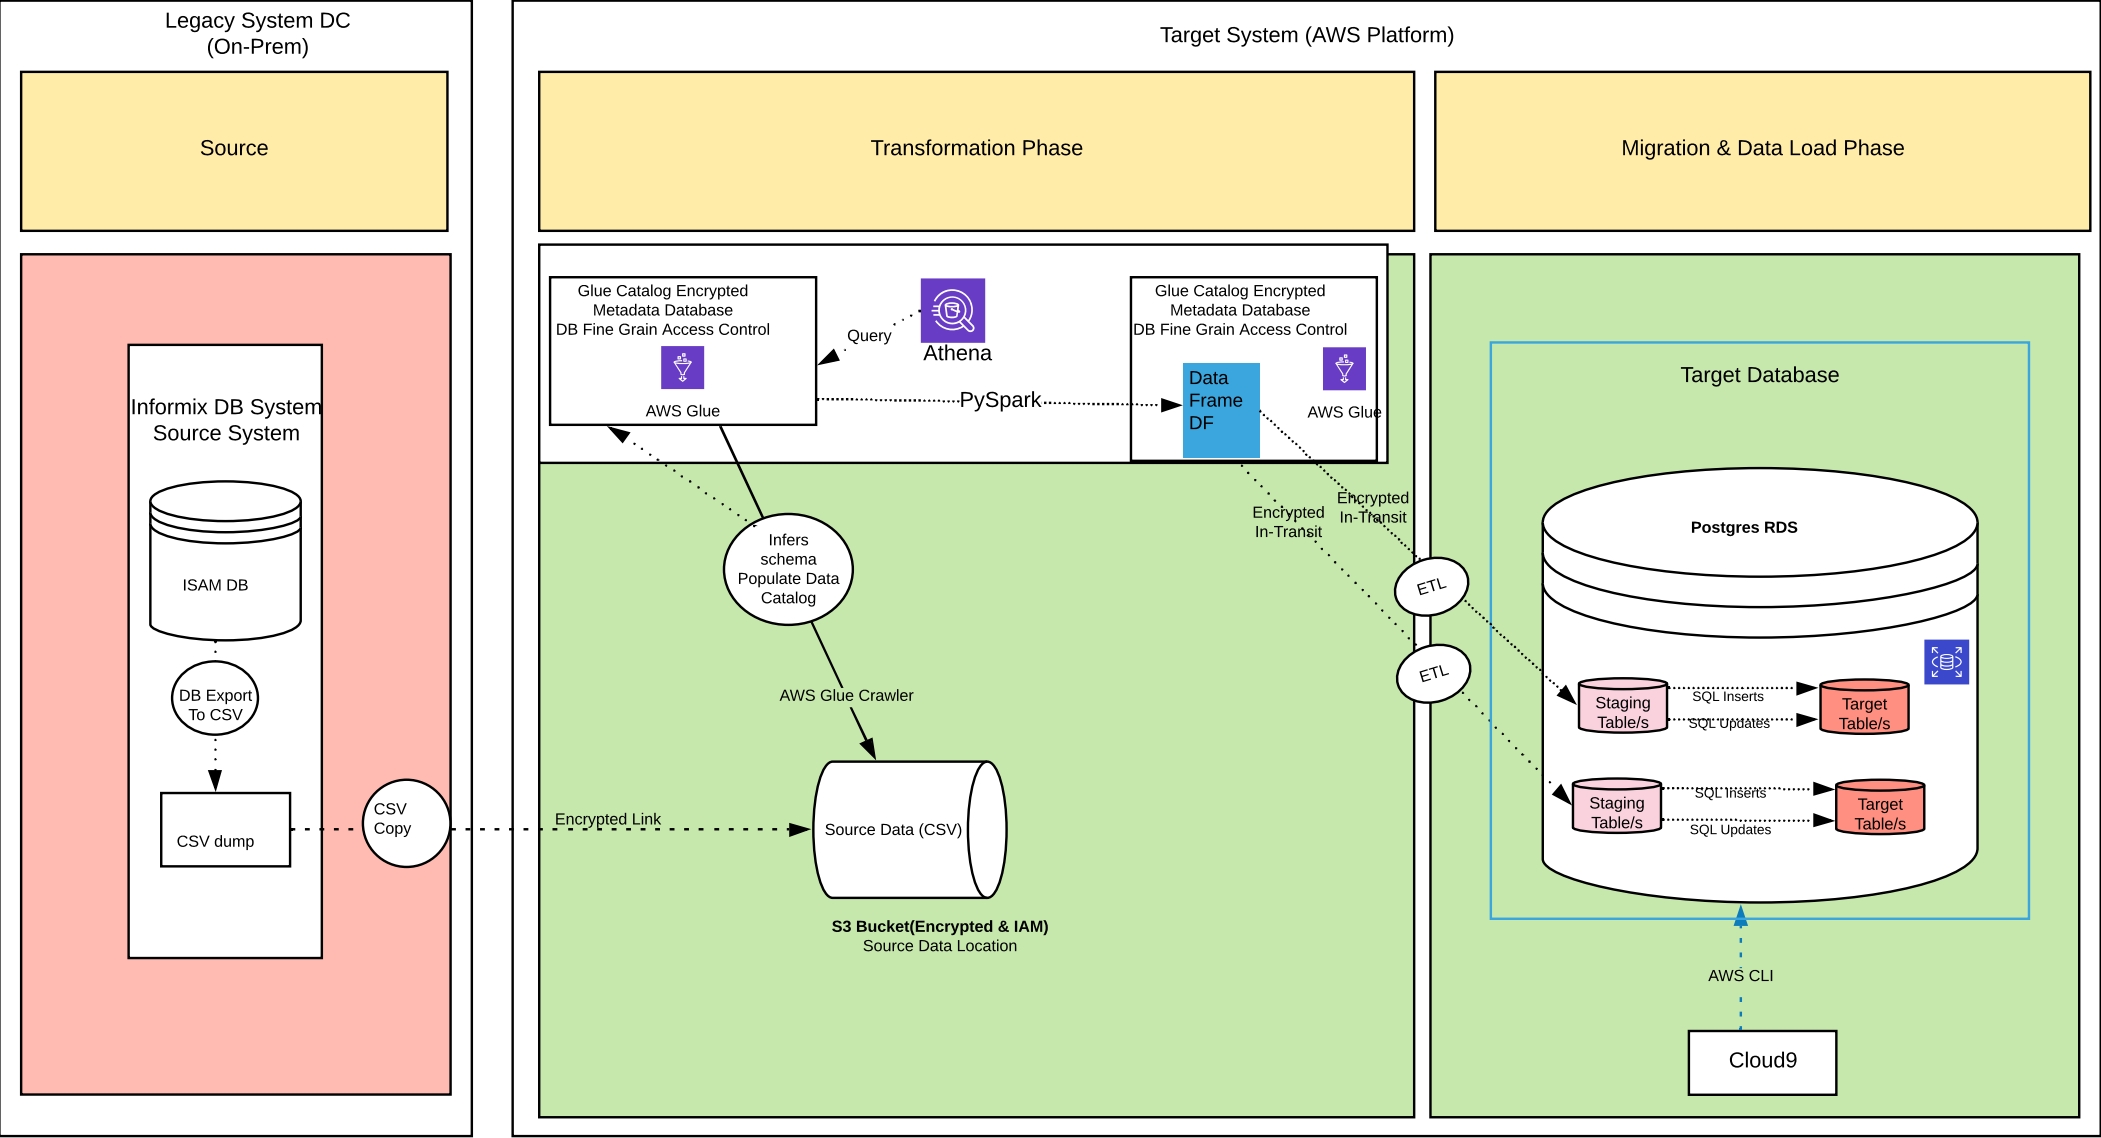 Legacy System DC
(On-Prem)
Target System (AWS Platform)
Source
Transformation Phase
Migration & Data Load Phase
Informix DB System
Source System
ISAM DB
DB Export
To CSV
CSV dump
CSV
Copy
Encrypted Link
Glue Catalog Encrypted
Metadata Database
DB Fine Grain Access Control
AWS Glue
Query
Athena
PySpark
Glue Catalog Encrypted
Metadata Database
DB Fine Grain Access Control
Data
Frame
DF
AWS Glue
Infers
schema
Populate Data
Catalog
AWS Glue Crawler
Source Data (CSV)
S3 Bucket(Encrypted & IAM)
Source Data Location
Encrypted
In-Transit
Encrypted
In-Transit
ETL
ETL
Target Database
Postgres RDS
Staging
Table/s
SQL Inserts
SQL Updates
Target
Table/s
Staging
Table/s
SQL Inserts
SQL Updates
Target
Table/s
AWS CLI
Cloud9